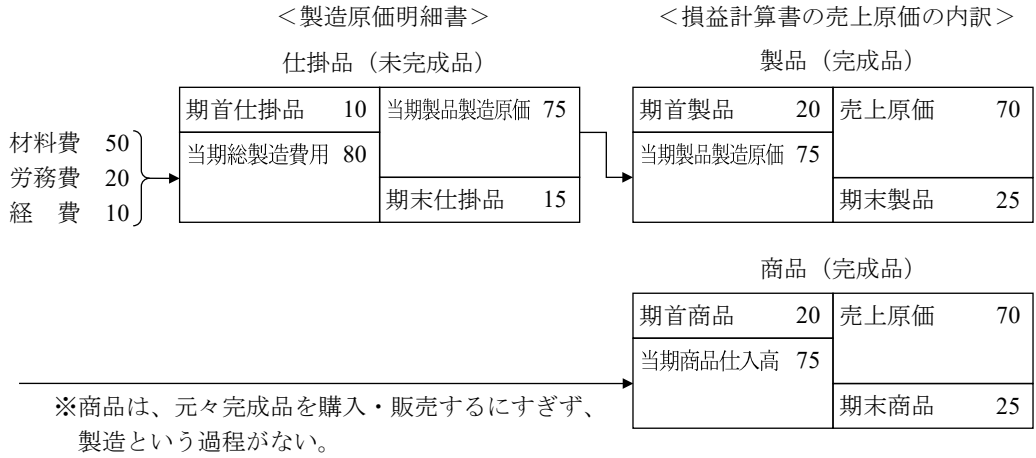 ＜製造原価明細書＞
＜損益計算書の売上原価の内訳＞
仕掛品（未完成品）
製品（完成品）
材料費 50
労務費 20
経　費 10
期首仕掛品 10
当期製品製造原価 75
当期総製造費用 80
期末仕掛品 15
期首製品 20
売上原価 70
当期製品製造原価 75
期末製品 25
商品（完成品）
期首商品 20
売上原価 70
当期商品仕入高 75
期末商品 25
※商品は、元々完成品を購入・販売するにすぎず、
製造という過程がない。